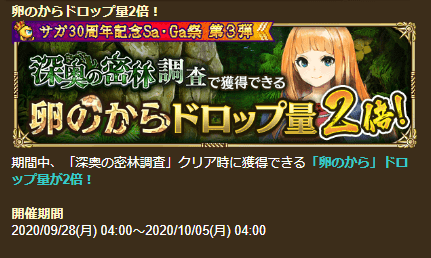 卵のからドロップ量2倍！
サガ30周年記念Sa・Ga祭 第3弾
深奥の密林調査で獲得できる
卵のからドロップ量2倍!
期間中、「深奥の密林調査」クリア時に獲得できる「卵のから」ドロ
ップ量が2倍！
開催期間
2020/09/28(月) 04:00～2020/10/05(月) 04:00